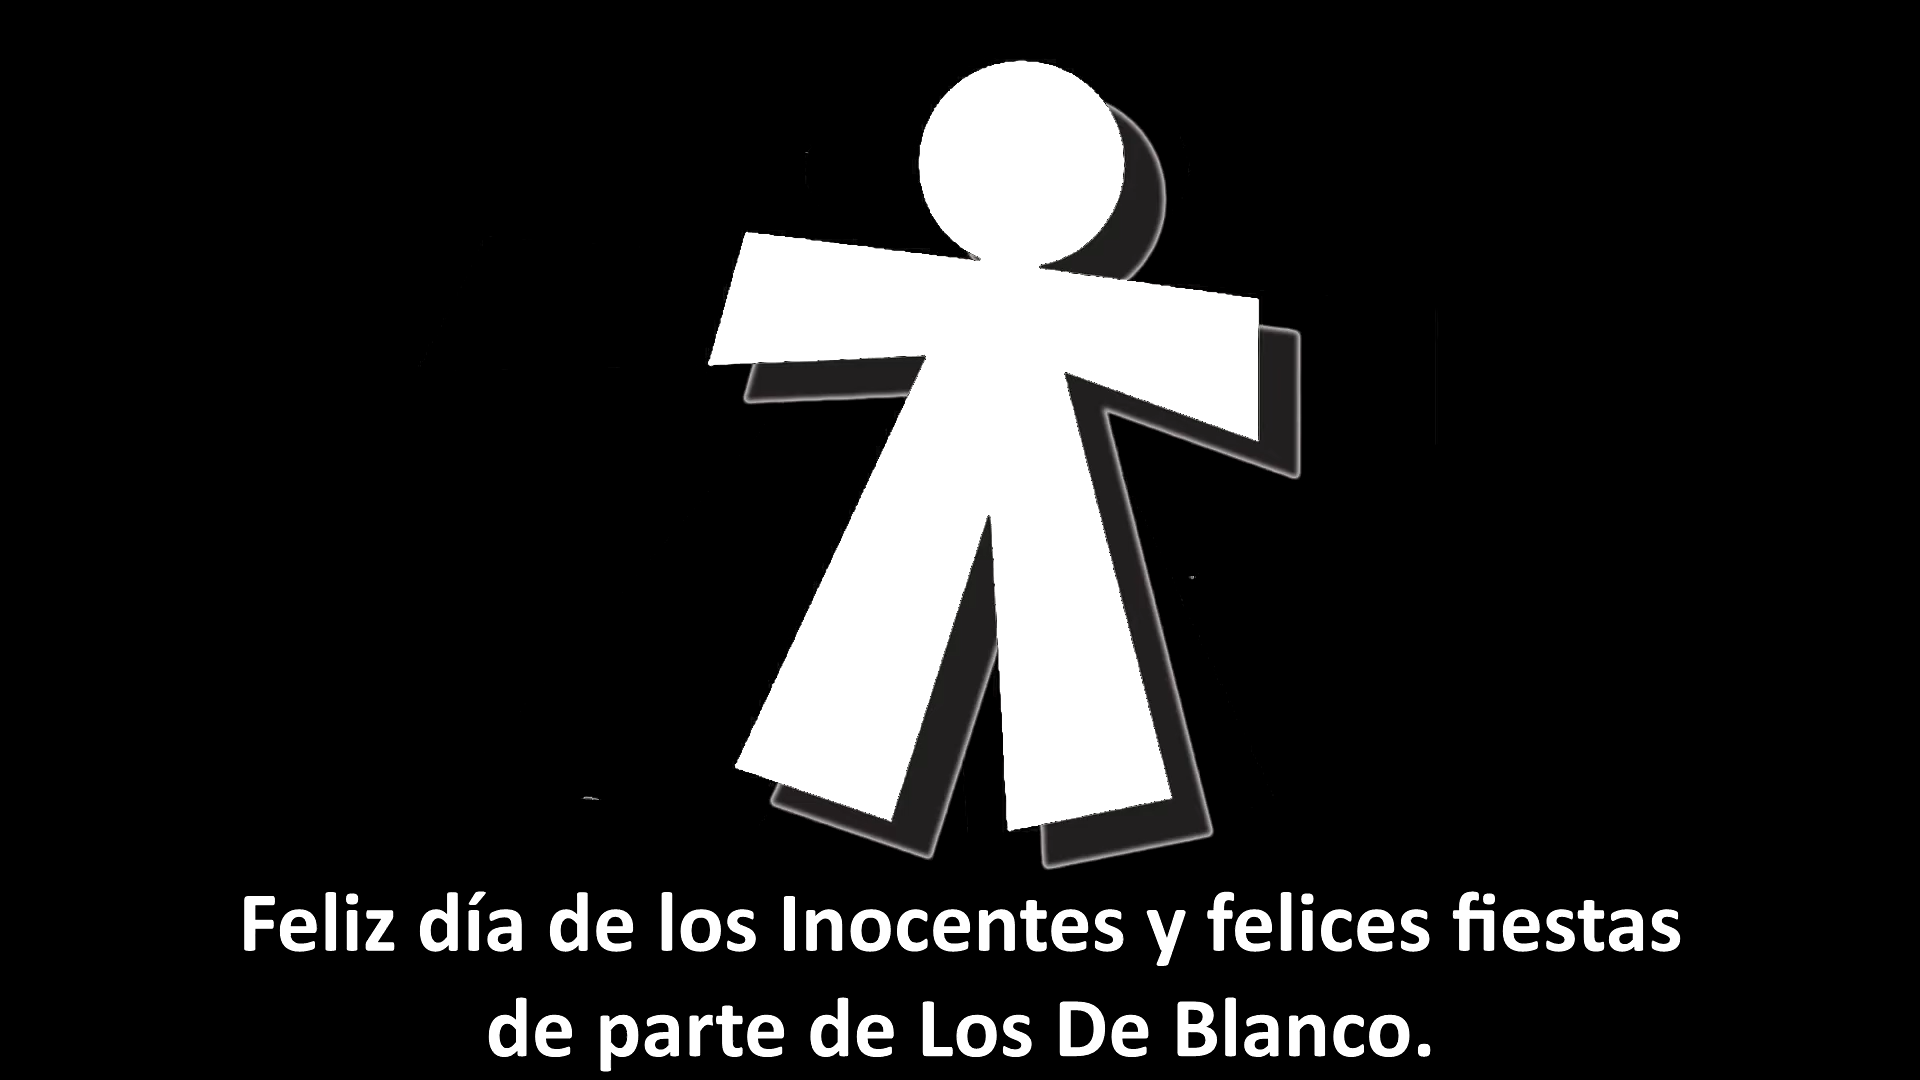 Feliz día de los Inocentes y felices fiestas
de parte de Los De Blanco.